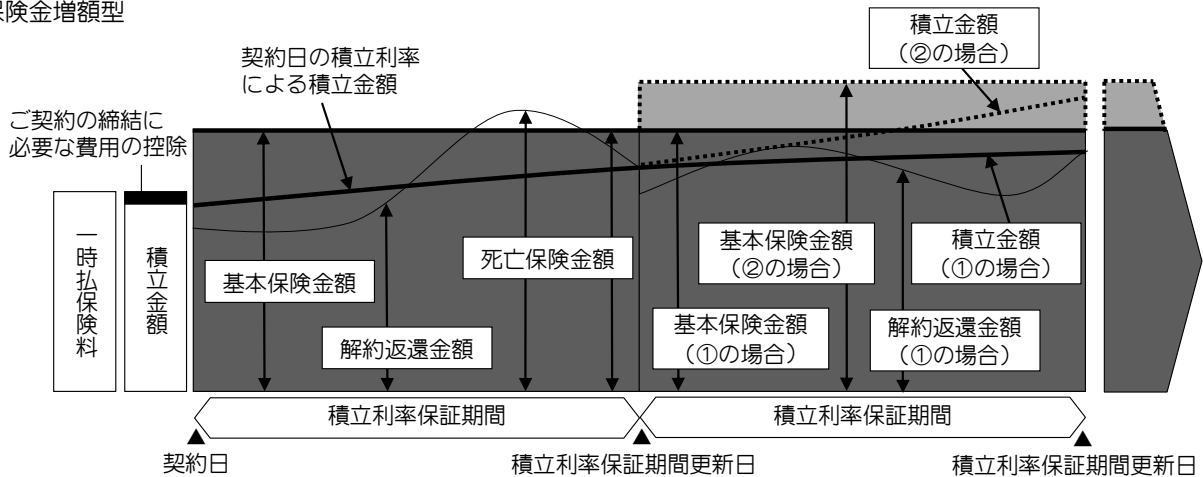 保険金増額型
積立金額
（②の場合）
契約日の積立利率
による積立金額
ご契約の締結に
必要な費用の控除
一時払保険料
積立金額
基本保険金額
解約返還金額
死亡保険金額
基本保険金額
（②の場合）
積立金額
（①の場合）
基本保険金額
（①の場合）
解約返還金額
（①の場合）
積立利率保証期間
積立利率保証期間
契約日
積立利率保証期間更新日
積立利率保証期間更新日